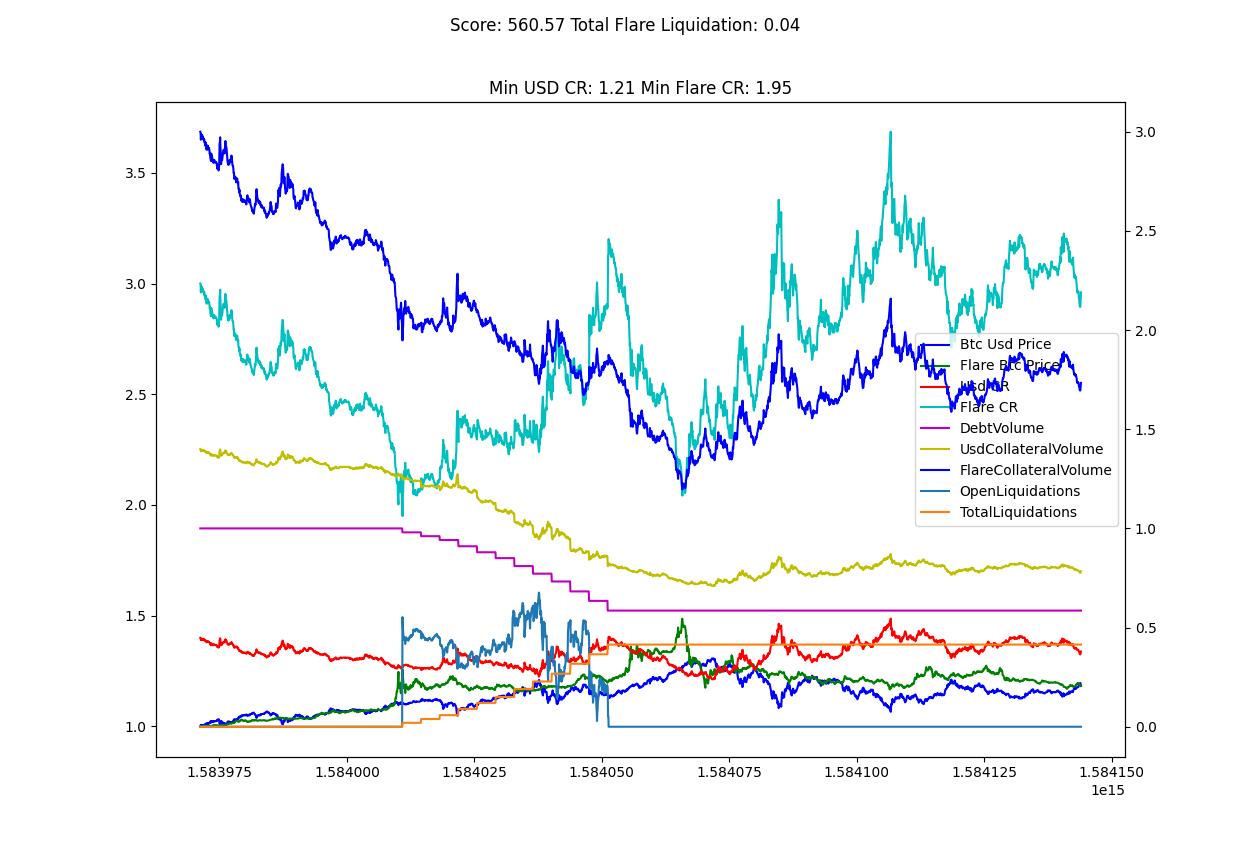 Score: 560.57 Total Flare Liquidation: 0.04
Min USD CR: 1.21 Min Flare CR: 1.95
3.5
3.0
2.5
2.0
1.5
1.0
3.0
2.5
2.0
1.5
1.0
0.5
0.0
Btc Usd Price
Flare Btc Price
Usd CR
Flare CR
DebtVolume
UsdCollateralVolume
FlareCollateralVolume
OpenLiquidations
TotalLiquidations
1.583975 1.584000 1.584025 1.584050 1.584075 1.584100 1.584125 1.584150
1e15